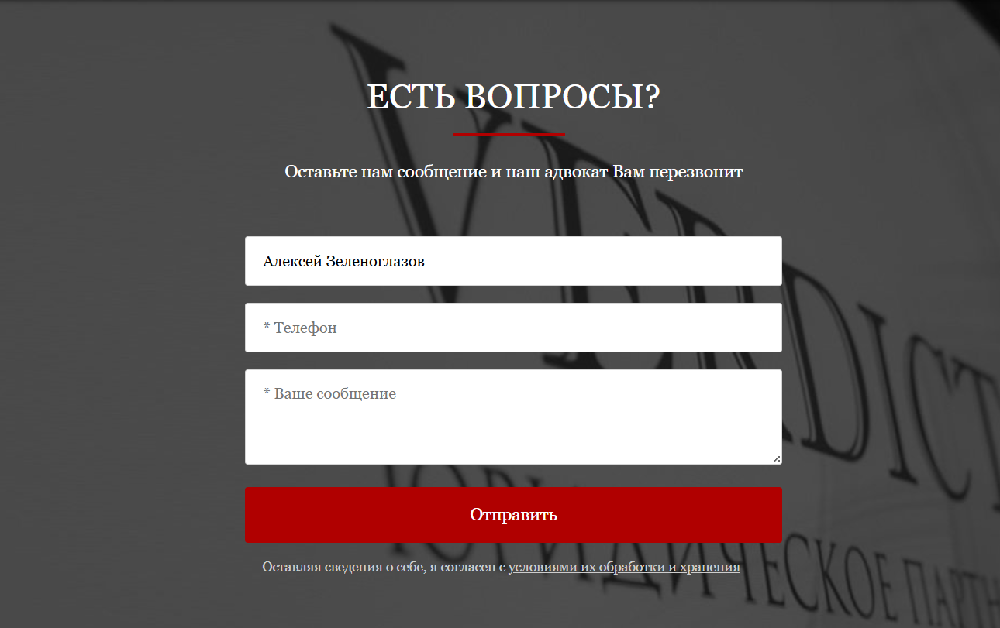 ЕСТЬ ВОПРОСЫ?
Оставьте нам сообщение и наш адвокат Вам перезвонит
Алексей Зеленоглазов
* Телефон
* Ваше сообщение
Отправить
Оставляя сведения о себе, я согласен с условиями их обработки и хранения
VERDICT
ЮРИДИЧЕСКОЕ ПАРТН